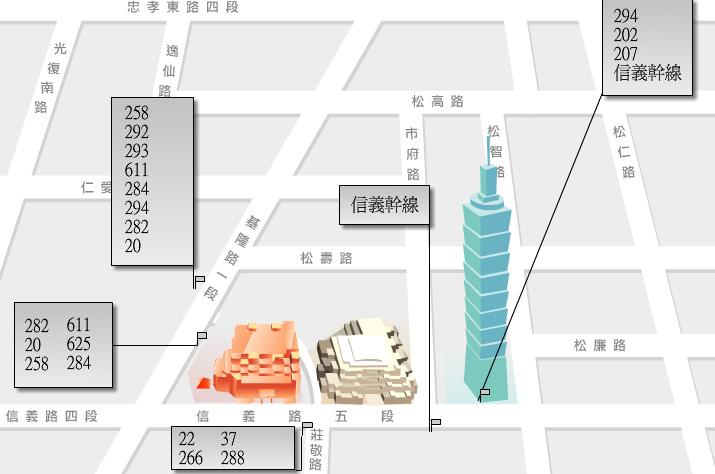 忠孝東路四段
294
202
207
信義幹線
光復南路
逸仙路
松高路
258
292
293
611
284
294
282
20
市府路
松智路
松仁路
仁愛
信義幹線
基隆路一段
松壽路
282 611
20 625
258 284
松廉路
信義路四段
信義路五段
22 37
266 288
莊敬路